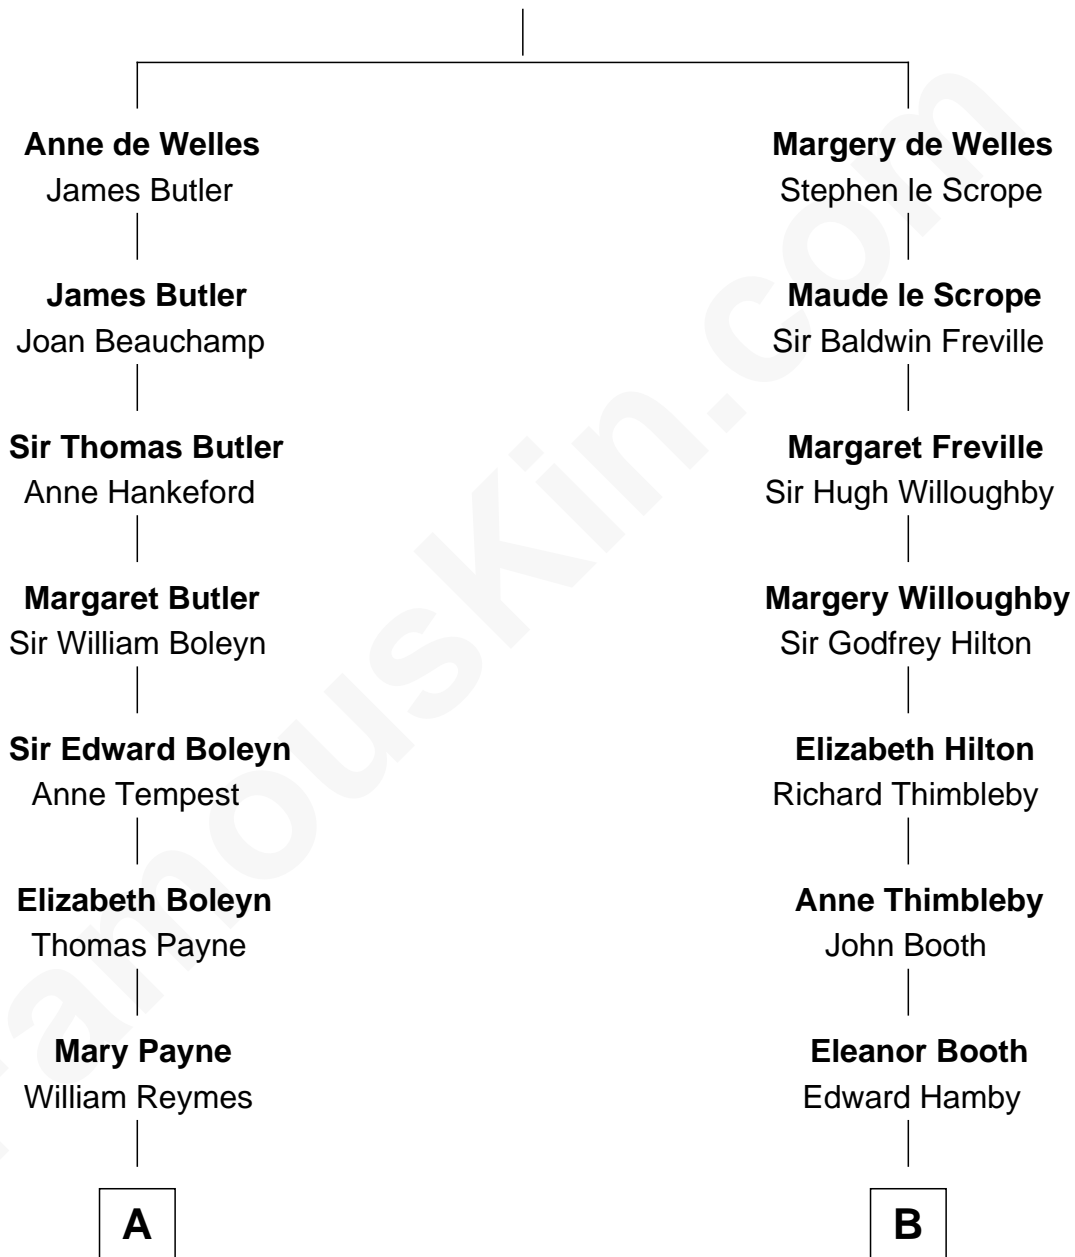 Anne de Welles
James Butler
James Butler
Joan Beauchamp
Sir Thomas Butler
Anne Hankeford
Margaret Butler
Sir William Boleyn
Sir Edward Boleyn
Anne Tempest
Elizabeth Boleyn
Thomas Payne
Mary Payne
William Reymes
A
Margery de Welles
Stephen le Scrope
Maude le Scrope
Sir Baldwin Freville
Margaret Freville
Sir Hugh Willoughby
Margery Willoughby
Sir Godfrey Hilton
Elizabeth Hilton
Richard Thimbleby
Anne Thimbleby
John Booth
Eleanor Booth
Edward Hamby
B
FamousKin.com